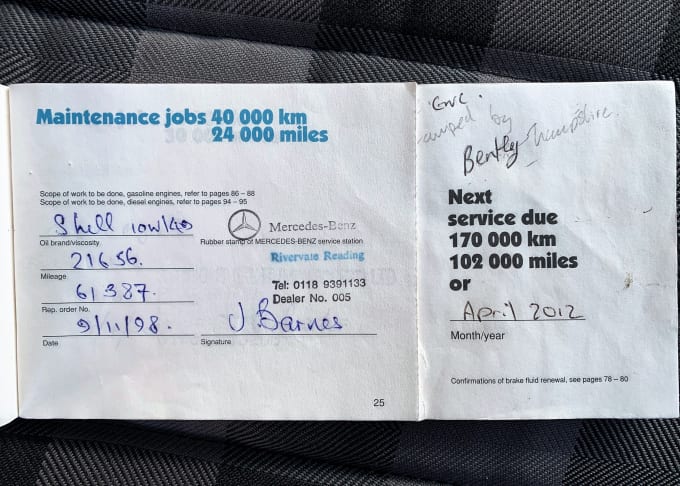 Maintenance jobs 40 000 km
24 000 miles
Scope of work to be done, gasoline engines, refer to pages 86 – 88
Scope of work to be done, diesel engines, refer to pages 94 – 95
Shell 10w/40
Oil brand/viscosity
21656.
Mileage
61387.
Rep. order No.
9/11/98.
Date
Mercedes-Benz
Rubber stamp of MERCEDES-BENZ service station
Rivervale Reading
Tel: 0118 9391133
Dealer No. 005
J Barnes
Signature
25
by
Bentley Hampshire.
Next
service due
170 000 km
102 000 miles
or
April 2012
Month/year
Confirmations of brake fluid renewal, see pages 78 – 80